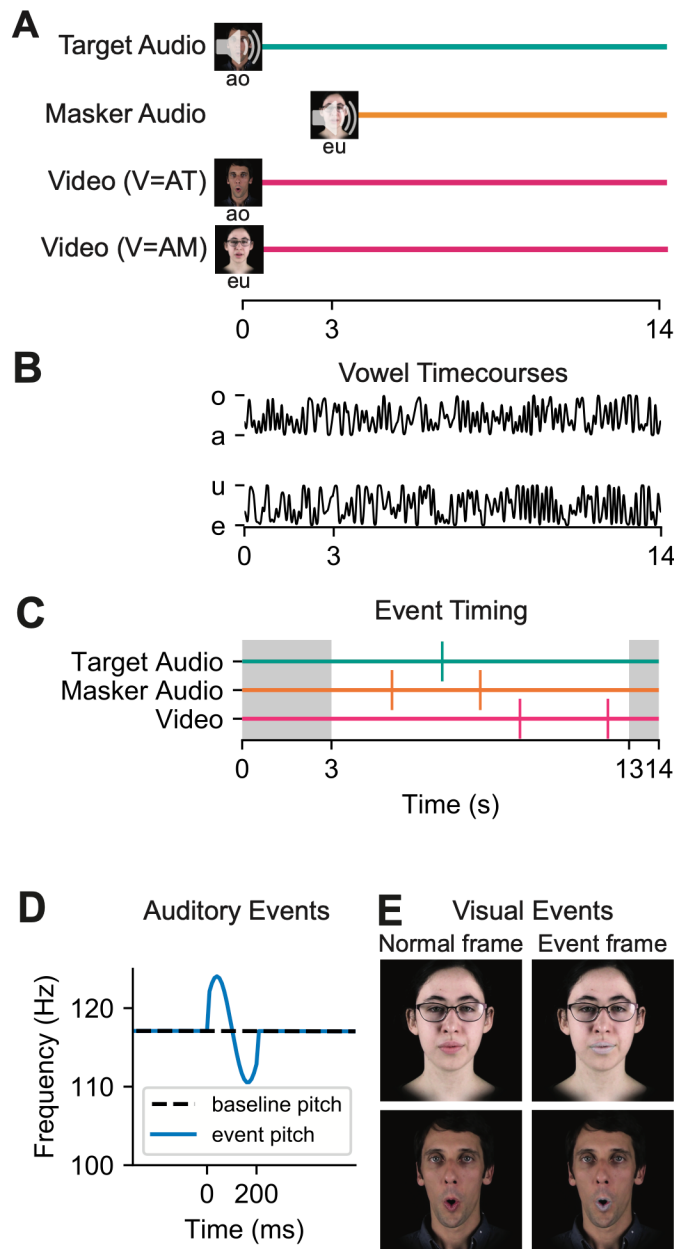 A
Target Audio
ao
Masker Audio
eu
Video (V=AT)
ao
Video (V=AM)
eu
0 3 14
B
Vowel Timecourses
o
a
u
e
0 3 14
C
Event Timing
Target Audio
Masker Audio
Video
0 3 1314
Time (s)
D Auditory Events
Frequency (Hz)
120
110
100
baseline pitch
event pitch
0 200
Time (ms)
E Visual Events
Normal frame Event frame